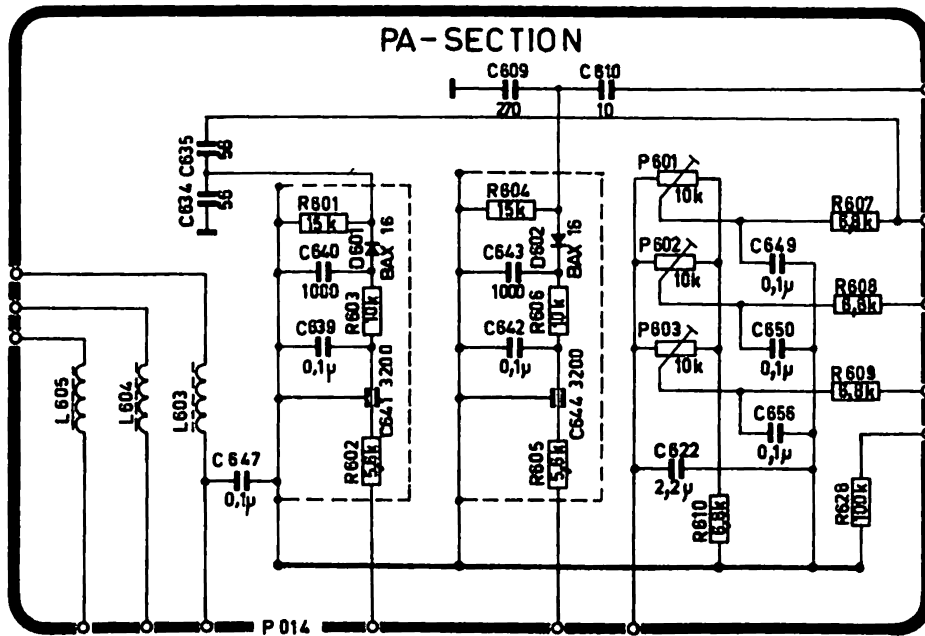 PA-SECTION
C609
270
C610
10
C635
56
C634
56
R601
15k
D601
BAX 16
C640
1000
R603
10k
C639
0,1µ
C641 3200
R602
5,6k
R604
15k
D602
BAX 16
C643
1000
R606
10k
C642
0,1µ
C644 3200
R605
5,6k
P601
10k
P602
10k
P603
10k
R607
6,8k
C649
0,1µ
R608
6,8k
C650
0,1µ
R609
6,8k
C656
0,1µ
C622
2,2µ
R610
6,8k
R628
100k
L605
L604
L603
C647
0,1µ
P014